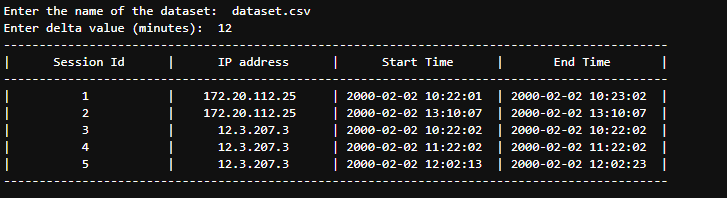 Enter the name of the dataset:  dataset.csv
Enter delta value (minutes):  12
-----------------------------------------------------------------------------------------------
|      Session Id      |      IP address      |      Start Time      |       End Time       |
-----------------------------------------------------------------------------------------------
|          1           |    172.20.112.25     | 2000-02-02 10:22:01  | 2000-02-02 10:23:02  |
|          2           |    172.20.112.25     | 2000-02-02 13:10:07  | 2000-02-02 13:10:07  |
|          3           |      12.3.207.3      | 2000-02-02 10:22:02  | 2000-02-02 10:22:02  |
|          4           |      12.3.207.3      | 2000-02-02 11:22:02  | 2000-02-02 11:22:02  |
|          5           |      12.3.207.3      | 2000-02-02 12:02:13  | 2000-02-02 12:02:23  |
-----------------------------------------------------------------------------------------------